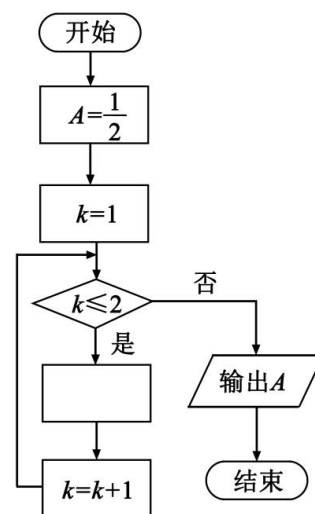 开始
A=1/2
k=1
k≤2
否
是
输出A
k=k+1
结束